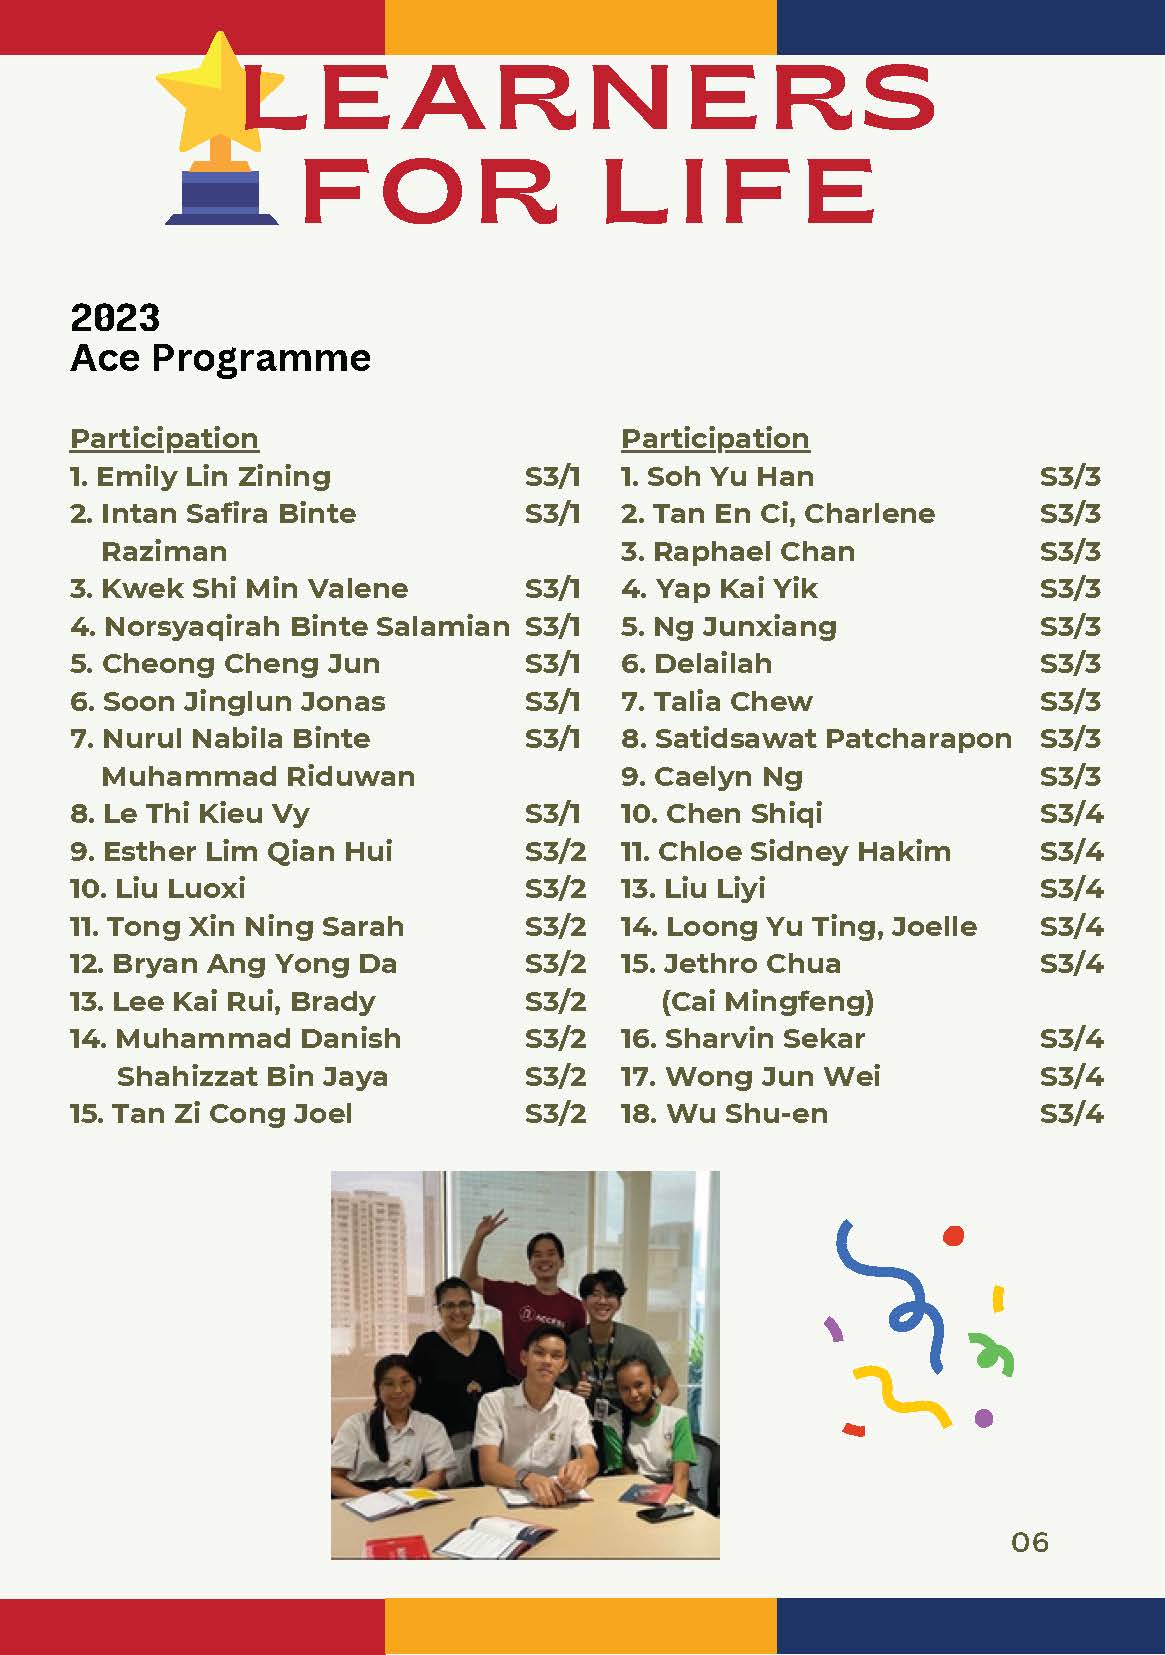 LEARNERS
FOR LIFE
2023
Ace Programme
Participation
1. Emily Lin Zining S3/1
2. Intan Safira Binte S3/1
Raziman
3. Kwek Shi Min Valene S3/1
4. Norsyaqirah Binte Salamian S3/1
5. Cheong Cheng Jun S3/1
6. Soon Jinglun Jonas S3/1
7. Nurul Nabila Binte S3/1
Muhammad Riduwan
8. Le Thi Kieu Vy S3/1
9. Esther Lim Qian Hui S3/2
10. Liu Luoxi S3/2
11. Tong Xin Ning Sarah S3/2
12. Bryan Ang Yong Da S3/2
13. Lee Kai Rui, Brady S3/2
14. Muhammad Danish S3/2
Shahizzat Bin Jaya S3/2
15. Tan Zi Cong Joel S3/2
Participation
1. Soh Yu Han S3/3
2. Tan En Ci, Charlene S3/3
3. Raphael Chan S3/3
4. Yap Kai Yik S3/3
5. Ng Junxiang S3/3
6. Delailah S3/3
7. Talia Chew S3/3
8. Satidsawat Patcharapon S3/3
9. Caelyn Ng S3/3
10. Chen Shiqi S3/4
11. Chloe Sidney Hakim S3/4
13. Liu Liyi S3/4
14. Loong Yu Ting, Joelle S3/4
15. Jethro Chua S3/4
(Cai Mingfeng)
16. Sharvin Sekar S3/4
17. Wong Jun Wei S3/4
18. Wu Shu-en S3/4
ACCESS
06